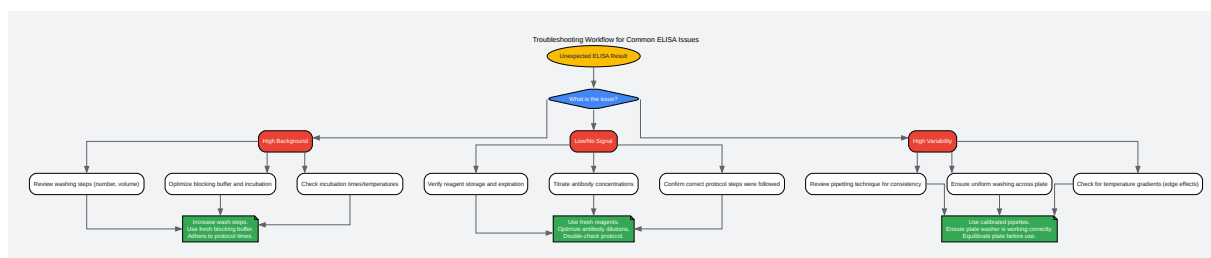 Troubleshooting Workflow for Common ELISA Issues
Unexpected ELISA Result
What is the issue?
High Background
Low/No Signal
High Variability
Review washing steps (number, volume)
Optimize blocking buffer and incubation
Check incubation times/temperatures
Verify reagent storage and expiration
Titrate antibody concentrations
Confirm correct protocol steps were followed
Review pipetting technique for consistency
Ensure uniform washing across plate
Check for temperature gradients (edge effects)
Increase wash steps.
Use fresh blocking buffer.
Adhere to protocol times.
Use fresh reagents.
Optimize antibody dilutions.
Double-check protocol.
Use calibrated pipettes.
Ensure plate washer is working correctly.
Equilibrate plate before use.